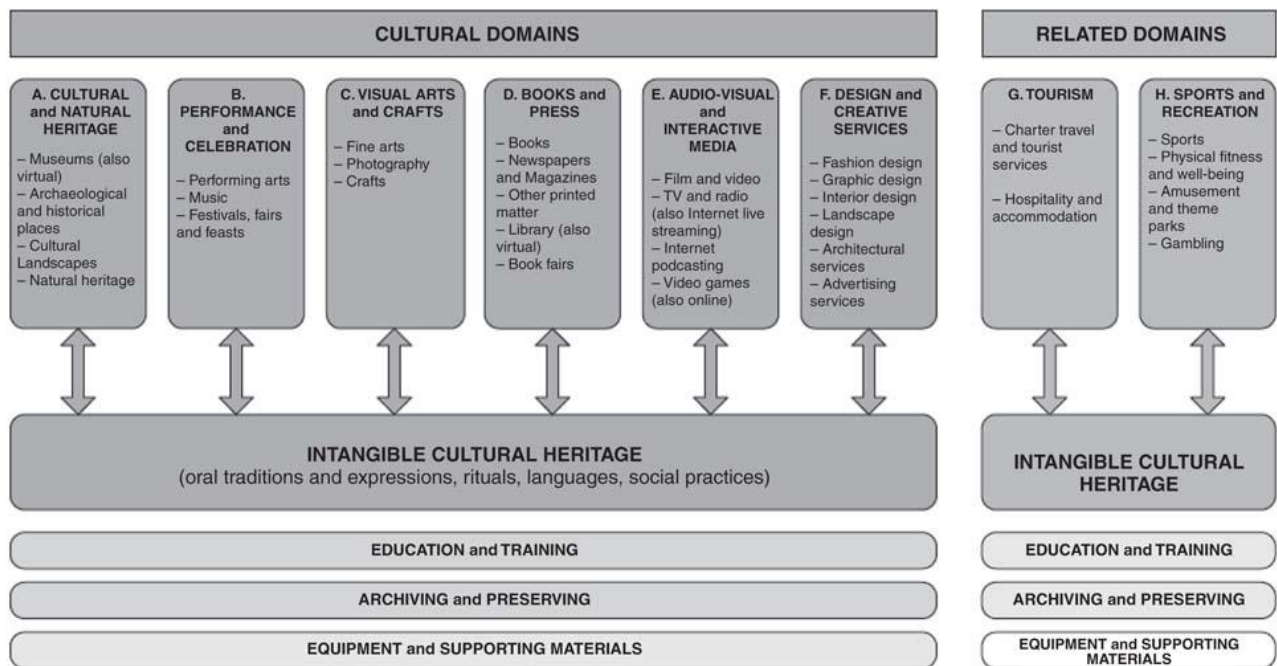 CULTURAL DOMAINS
RELATED DOMAINS
A. CULTURAL
and NATURAL
HERITAGE
– Museums (also
virtual)
– Archaeological
and historical
places
– Cultural
Landscapes
– Natural heritage
B.
PERFORMANCE
and
CELEBRATION
– Performing arts
– Music
– Festivals, fairs
and feasts
C. VISUAL ARTS
and CRAFTS
– Fine arts
– Photography
– Crafts
D. BOOKS and
PRESS
– Books
– Newspapers
and Magazines
– Other printed
matter
– Library (also
virtual)
– Book fairs
E. AUDIO-VISUAL
and
INTERACTIVE
MEDIA
– Film and video
– TV and radio
(also Internet live
streaming)
– Internet
podcasting
– Video games
(also online)
F. DESIGN and
CREATIVE
SERVICES
– Fashion design
– Graphic design
– Interior design
– Landscape
design
– Architectural
services
– Advertising
services
G. TOURISM
– Charter travel
and tourist
services
– Hospitality and
accommodation
H. SPORTS and
RECREATION
– Sports
– Physical fitness
and well-being
– Amusement
and theme
parks
– Gambling
INTANGIBLE CULTURAL HERITAGE
(oral traditions and expressions, rituals, languages, social practices)
INTANGIBLE CULTURAL
HERITAGE
EDUCATION and TRAINING
EDUCATION and TRAINING
ARCHIVING and PRESERVING
ARCHIVING and PRESERVING
EQUIPMENT and SUPPORTING MATERIALS
EQUIPMENT and SUPPORTING
MATERIALS